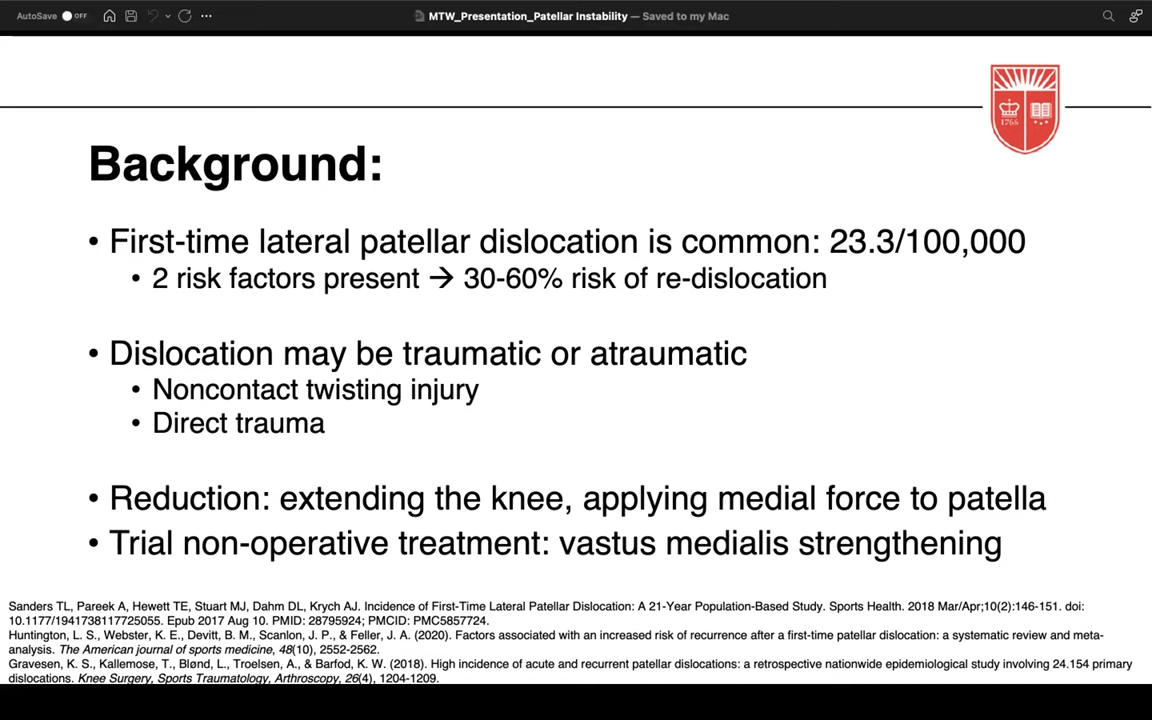 AutoSave OFF
MTW_Presentation_Patellar Instability — Saved to my Mac
1766
Background:
• First-time lateral patellar dislocation is common: 23.3/100,000
• 2 risk factors present → 30-60% risk of re-dislocation
• Dislocation may be traumatic or atraumatic
• Noncontact twisting injury
• Direct trauma
• Reduction: extending the knee, applying medial force to patella
• Trial non-operative treatment: vastus medialis strengthening
Sanders TL, Pareek A, Hewett TE, Stuart MJ, Dahm DL, Krych AJ. Incidence of First-Time Lateral Patellar Dislocation: A 21-Year Population-Based Study. Sports Health. 2018 Mar/Apr;10(2):146-151. doi:
10.1177/1941738117725055. Epub 2017 Aug 10. PMID: 28795924; PMCID: PMC5857724.
Huntington, L. S., Webster, K. E., Devitt, B. M., Scanlon, J. P., & Feller, J. A. (2020). Factors associated with an increased risk of recurrence after a first-time patellar dislocation: a systematic review and meta-
analysis. The American journal of sports medicine, 48(10), 2552-2562.
Gravesen, K. S., Kallemose, T., Blønd, L., Troelsen, A., & Barfod, K. W. (2018). High incidence of acute and recurrent patellar dislocations: a retrospective nationwide epidemiological study involving 24.154 primary
dislocations. Knee Surgery, Sports Traumatology, Arthroscopy, 26(4), 1204-1209.